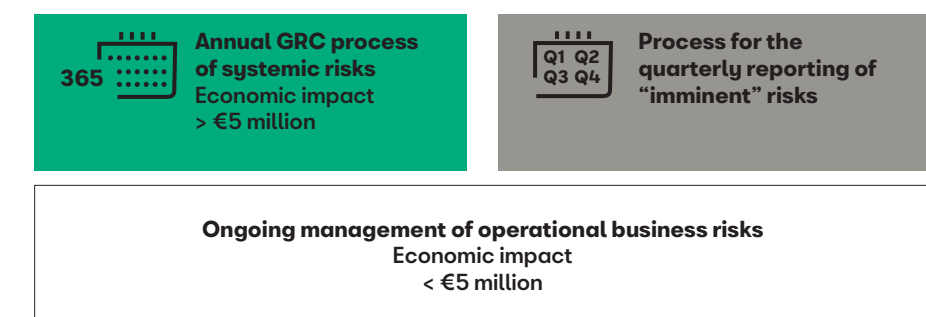 365
Annual GRC process
of systemic risks
Economic impact
> €5 million
Q1 Q2
Q3 Q4
Process for the
quarterly reporting of
“imminent” risks
Ongoing management of operational business risks
Economic impact
< €5 million